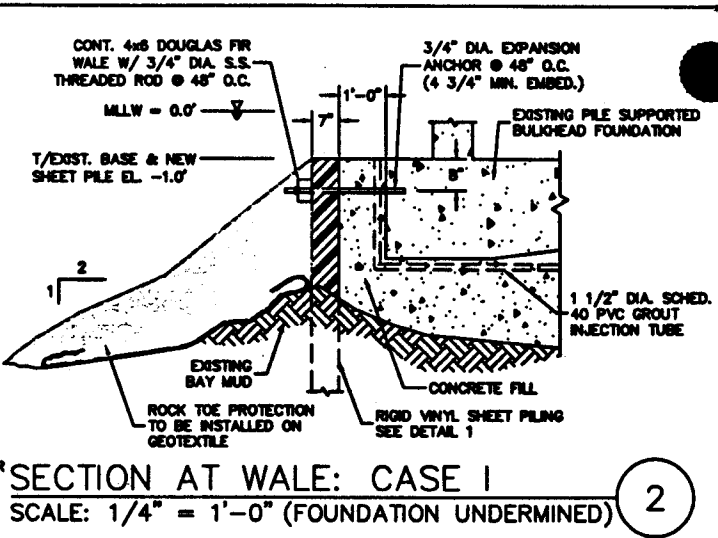 CONT. 4x6 DOUGLAS FIR
WALE W/ 3/4" DIA. S.S.
THREADED ROD @ 48" O.C.
MLLW = 0.0'
T/EXIST. BASE & NEW
SHEET PILE EL. -1.0'
3/4" DIA. EXPANSION
ANCHOR @ 48" O.C.
(4 3/4" MIN. EMBED.)
1'-0"
7"
EXISTING PILE SUPPORTED
BULKHEAD FOUNDATION
8"
2
1
1 1/2" DIA. SCHED.
40 PVC GROUT
INJECTION TUBE
EXISTING
BAY MUD
CONCRETE FILL
ROCK TOE PROTECTION
TO BE INSTALLED ON
GEOTEXTILE
RIGID VINYL SHEET PILING
SEE DETAIL 1
SECTION AT WALE: CASE I
SCALE: 1/4" = 1'-0" (FOUNDATION UNDERMINED)
2